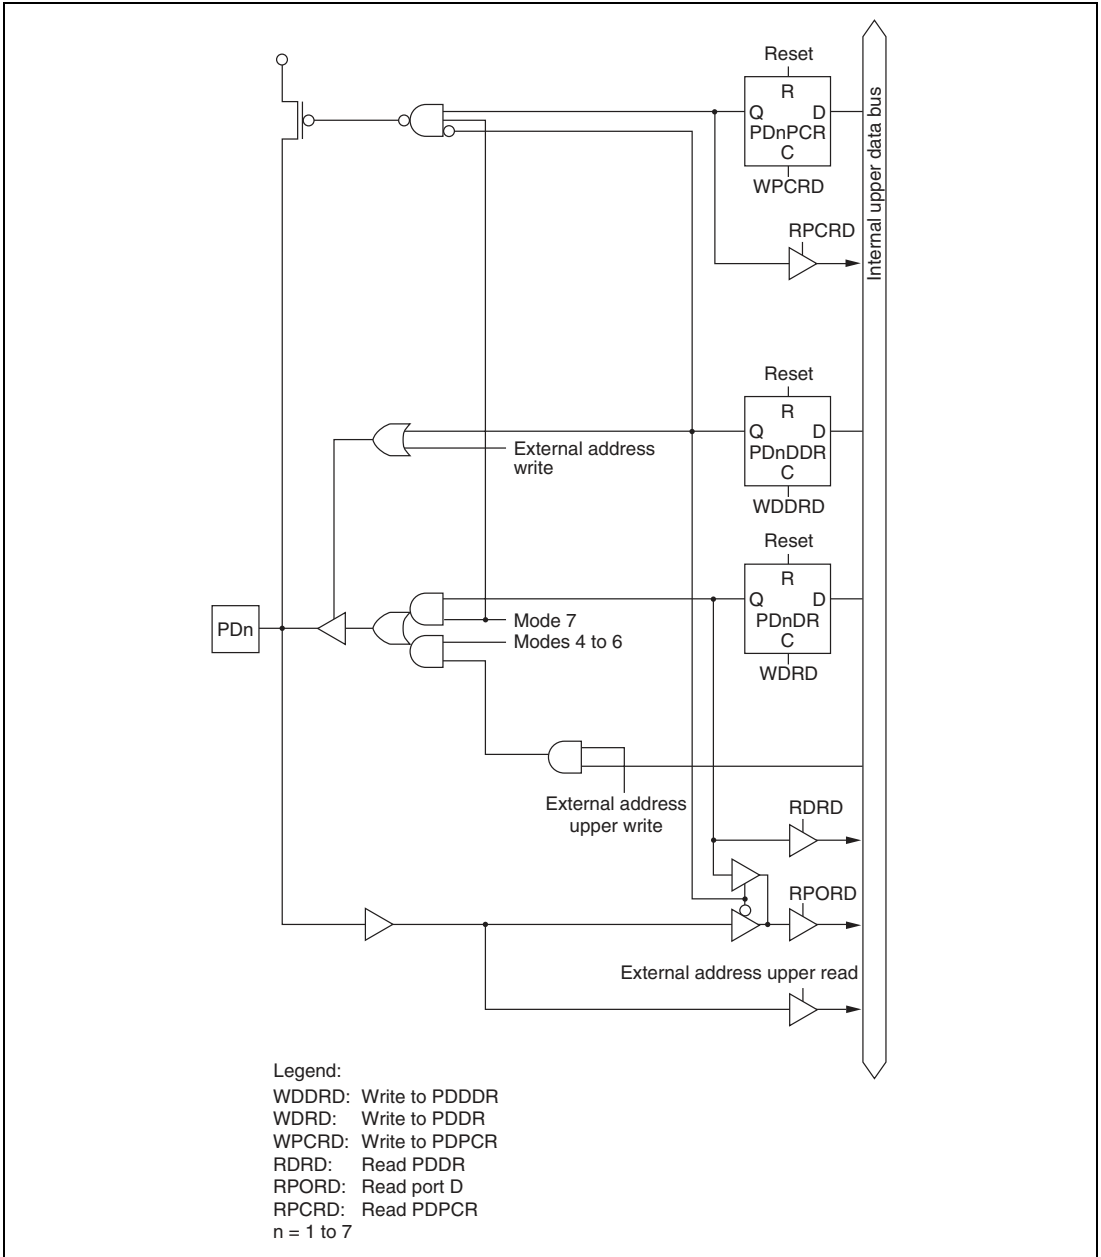 Reset
R
Q D
PDnPCR
C
WPCRD
Internal upper data bus
RPCRD
Reset
R
Q D
PDnDDR
C
WDDRD
External address
write
Reset
R
Q D
PDnDR
C
WDRD
PDn
Mode 7
Modes 4 to 6
External address
upper write
RDRD
RPORD
External address upper read
Legend:
WDDRD: Write to PDDDR
WDRD: Write to PDDR
WPCRD: Write to PDPCR
RDRD: Read PDDR
RPORD: Read port D
RPCRD: Read PDPCR
n = 1 to 7